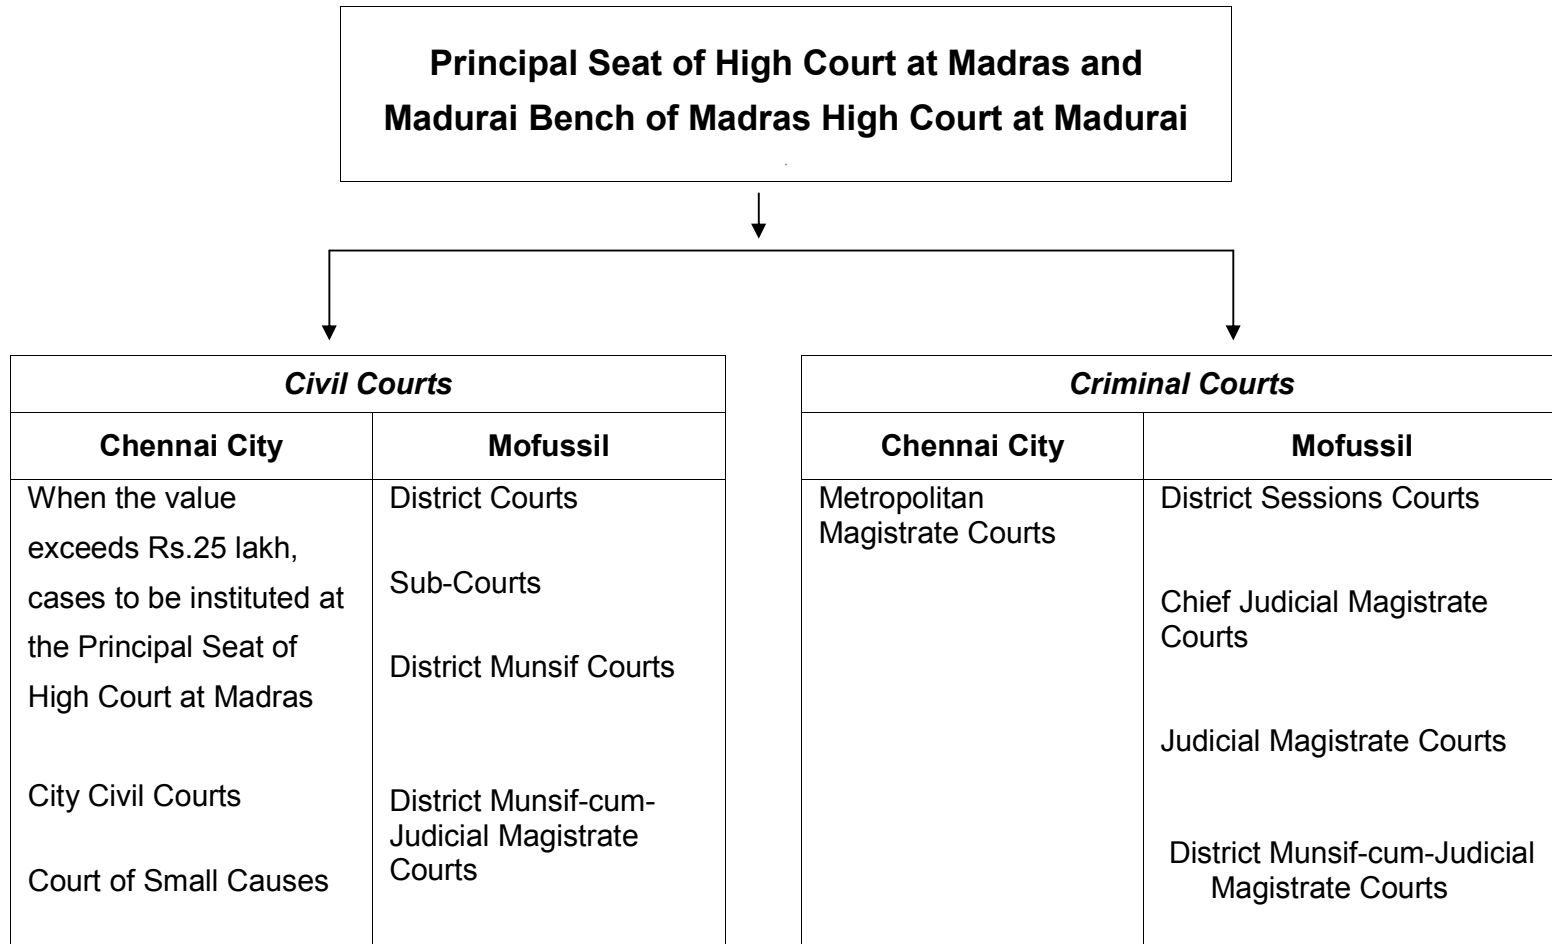 Principal Seat of High Court at Madras and
Madurai Bench of Madras High Court at Madurai
Civil Courts
Chennai City
Mofussil
When the value
exceeds Rs.25 lakh,
cases to be instituted at
the Principal Seat of
High Court at Madras
City Civil Courts
Court of Small Causes
District Courts
Sub-Courts
District Munsif Courts
District Munsif-cum-
Judicial Magistrate
Courts
Criminal Courts
Chennai City
Mofussil
Metropolitan
Magistrate Courts
District Sessions Courts
Chief Judicial Magistrate
Courts
Judicial Magistrate Courts
District Munsif-cum-Judicial
Magistrate Courts